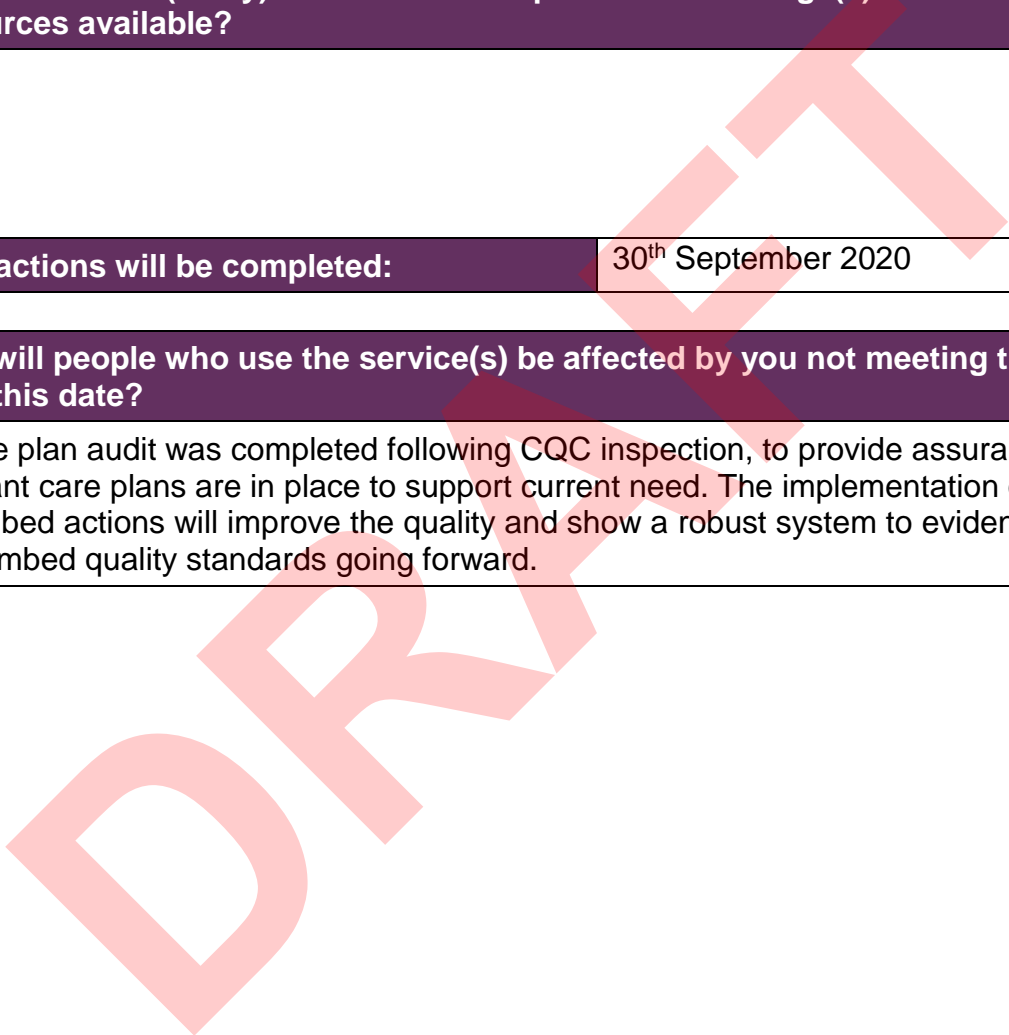 urces available?
actions will be completed:
30th September 2020
will people who use the service(s) be affected by you not meeting t
this date?
e plan audit was completed following CQC inspection, to provide assura
ant care plans are in place to support current need. The implementation
bed actions will improve the quality and show a robust system to eviden
mbed quality standards going forward.
DRAFT